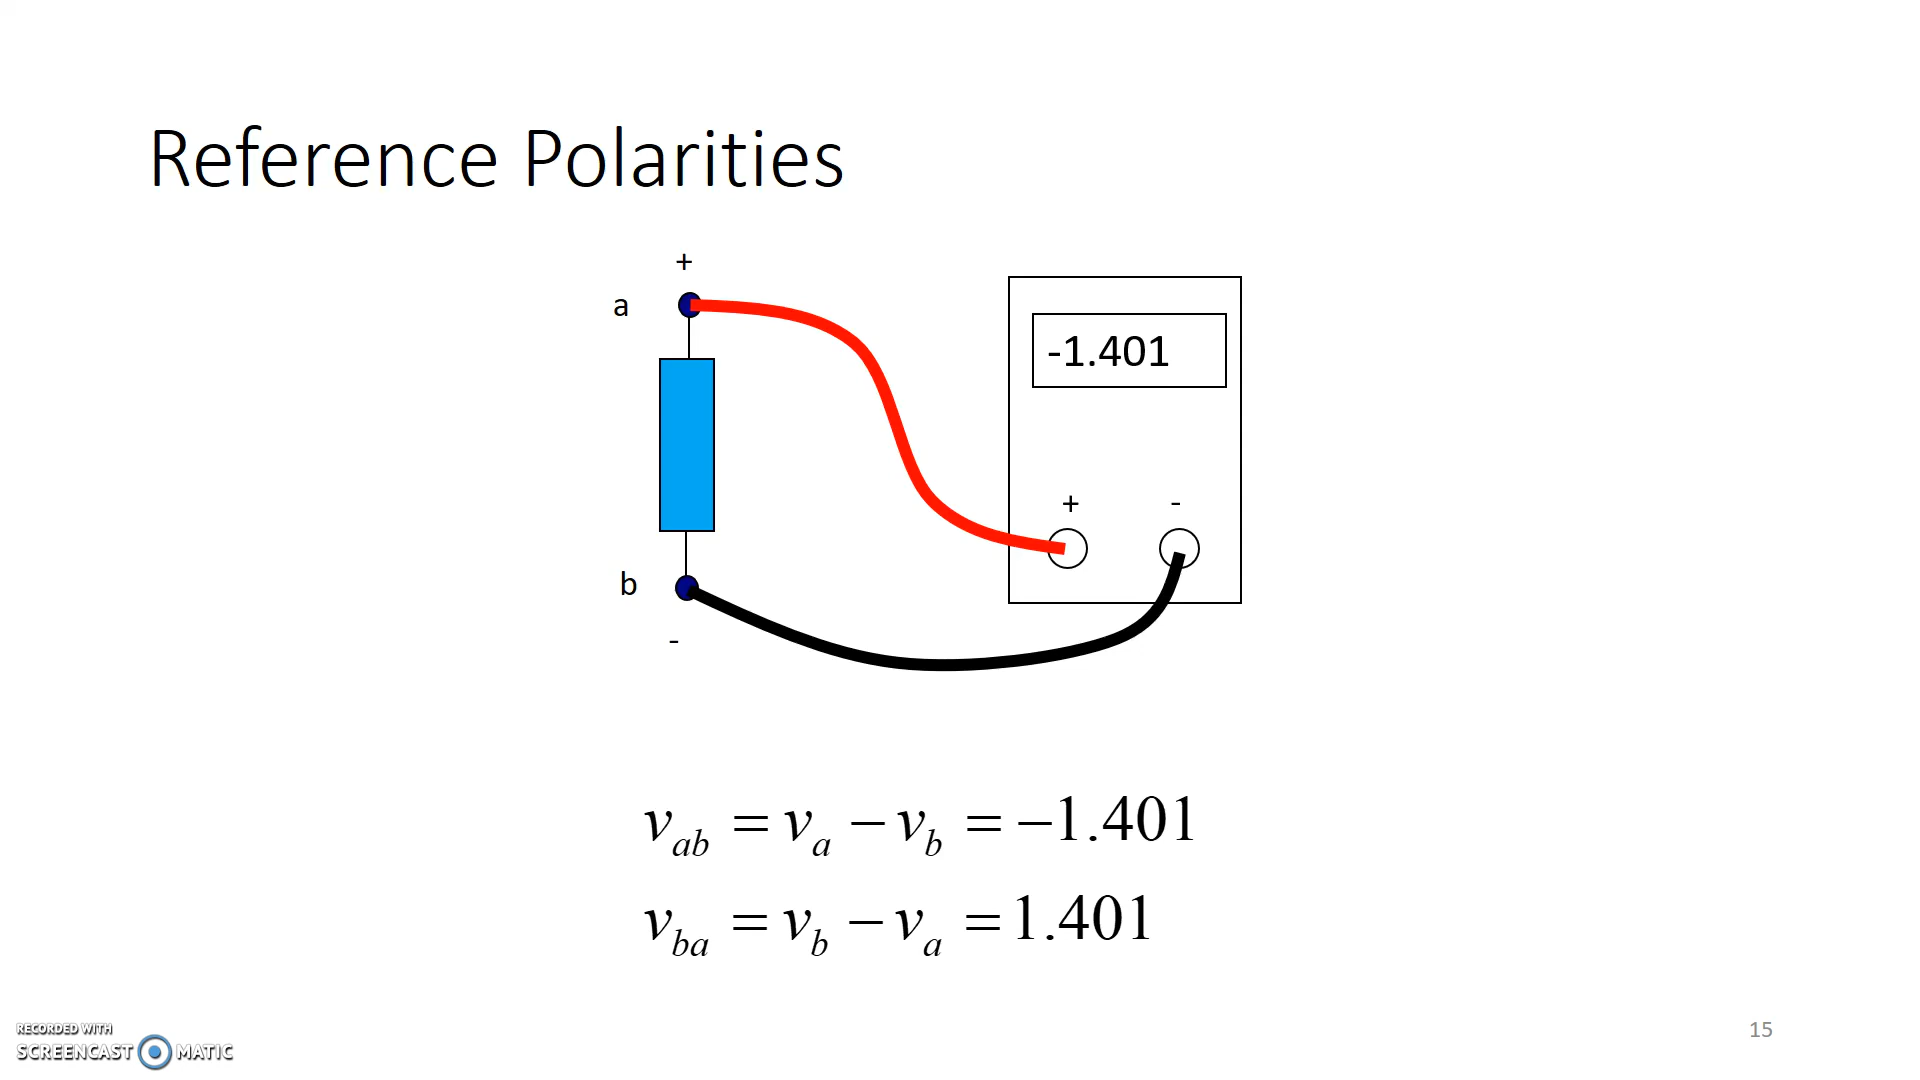 Reference Polarities
+
a
-1.401
+ -
b
-
v_ab = v_a − v_b = −1.401
v_ba = v_b − v_a = 1.401
RECORDED WITH
SCREENCAST MATIC
15